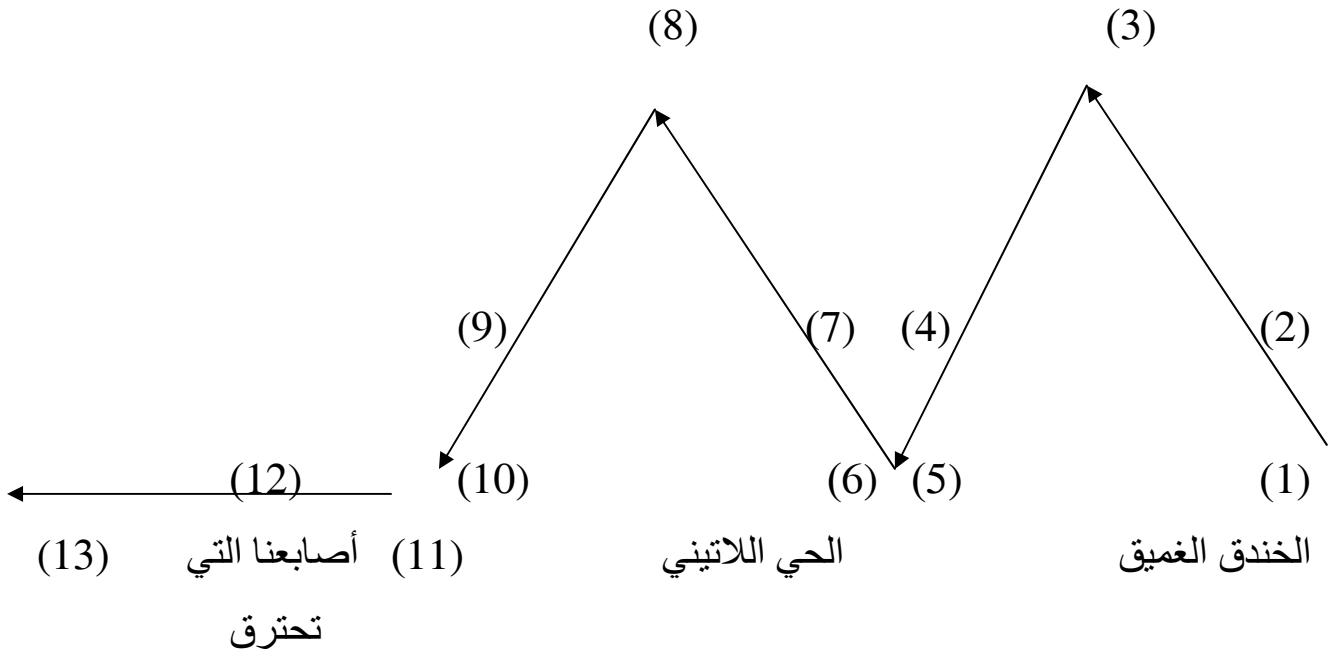 (3) (8)
(2) (4) (7) (9)
(1) (5) (6) (10) (12)
الخندق الغميق الحي اللاتيني (11) أصابعنا التي (13)
تحترق